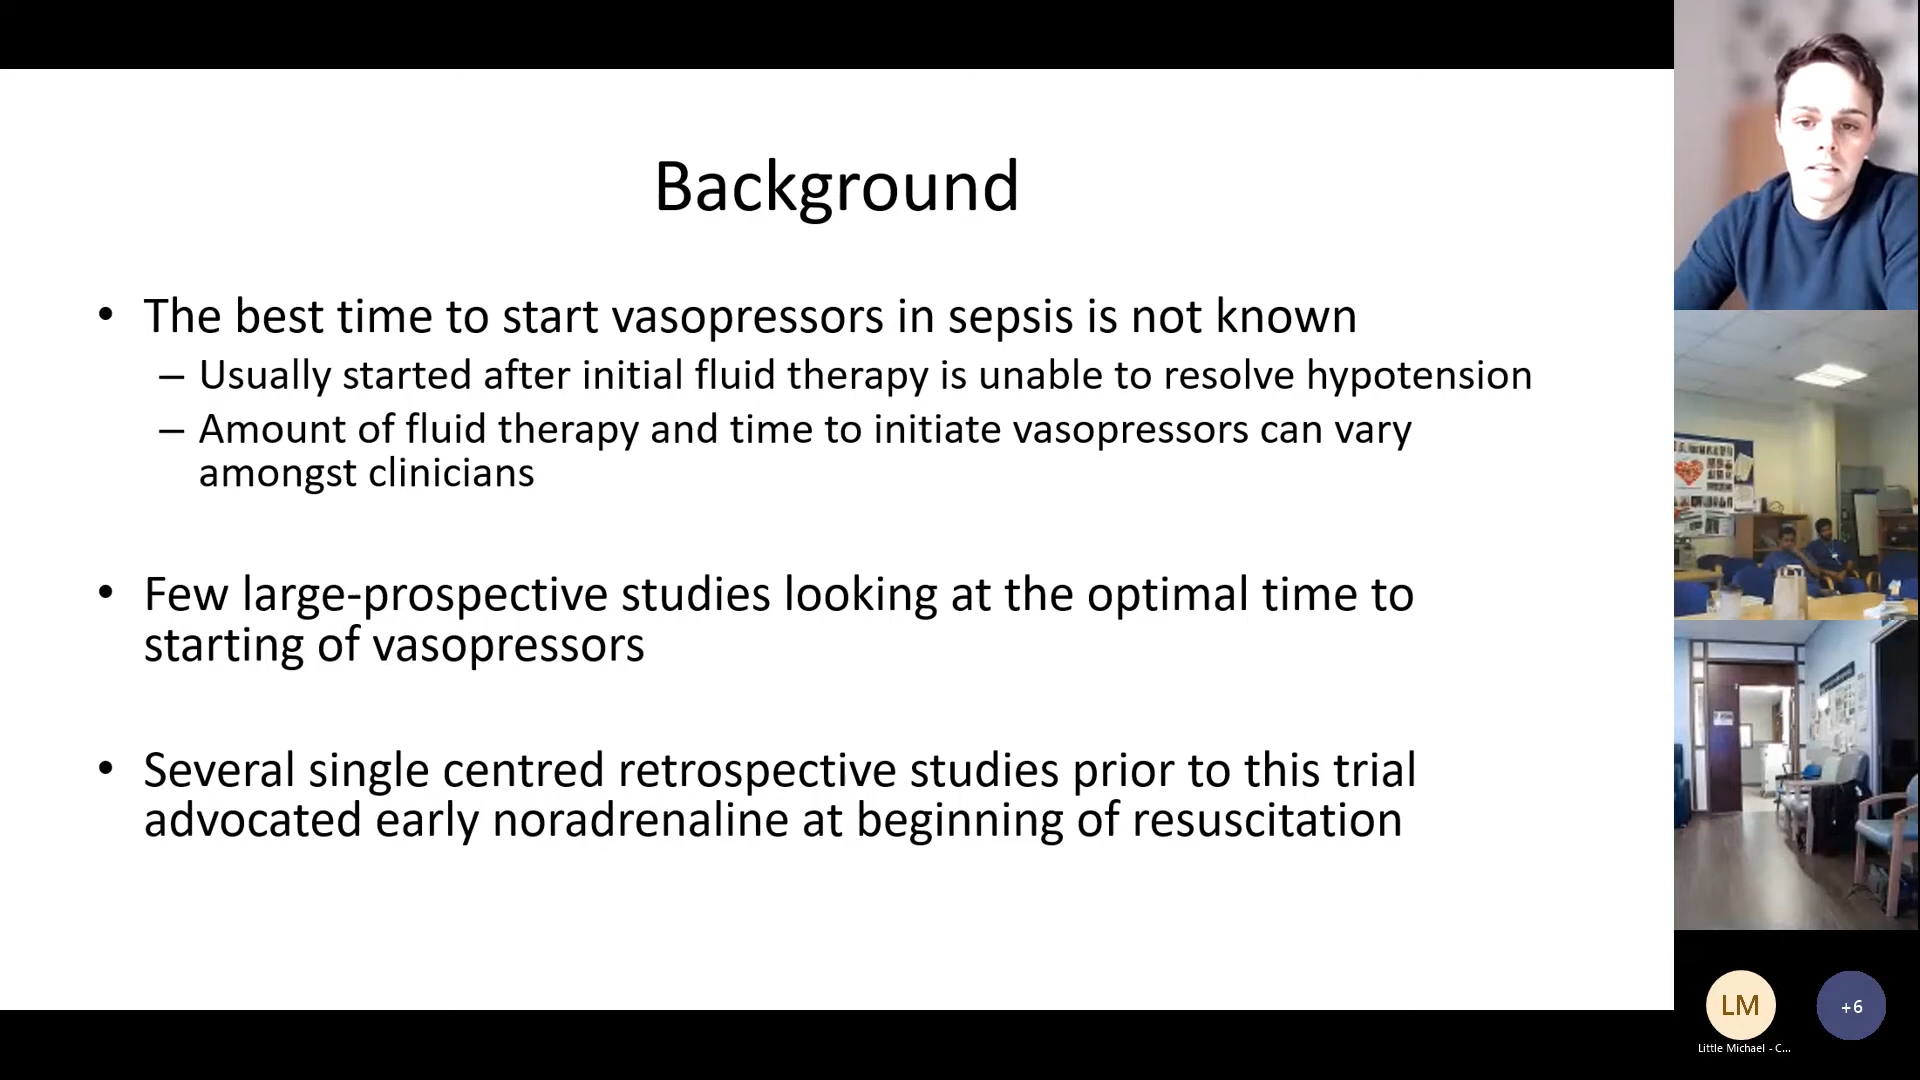 Background
• The best time to start vasopressors in sepsis is not known
– Usually started after initial fluid therapy is unable to resolve hypotension
– Amount of fluid therapy and time to initiate vasopressors can vary
amongst clinicians
• Few large-prospective studies looking at the optimal time to
starting of vasopressors
• Several single centred retrospective studies prior to this trial
advocated early noradrenaline at beginning of resuscitation
LM
+6
Little Michael - C...